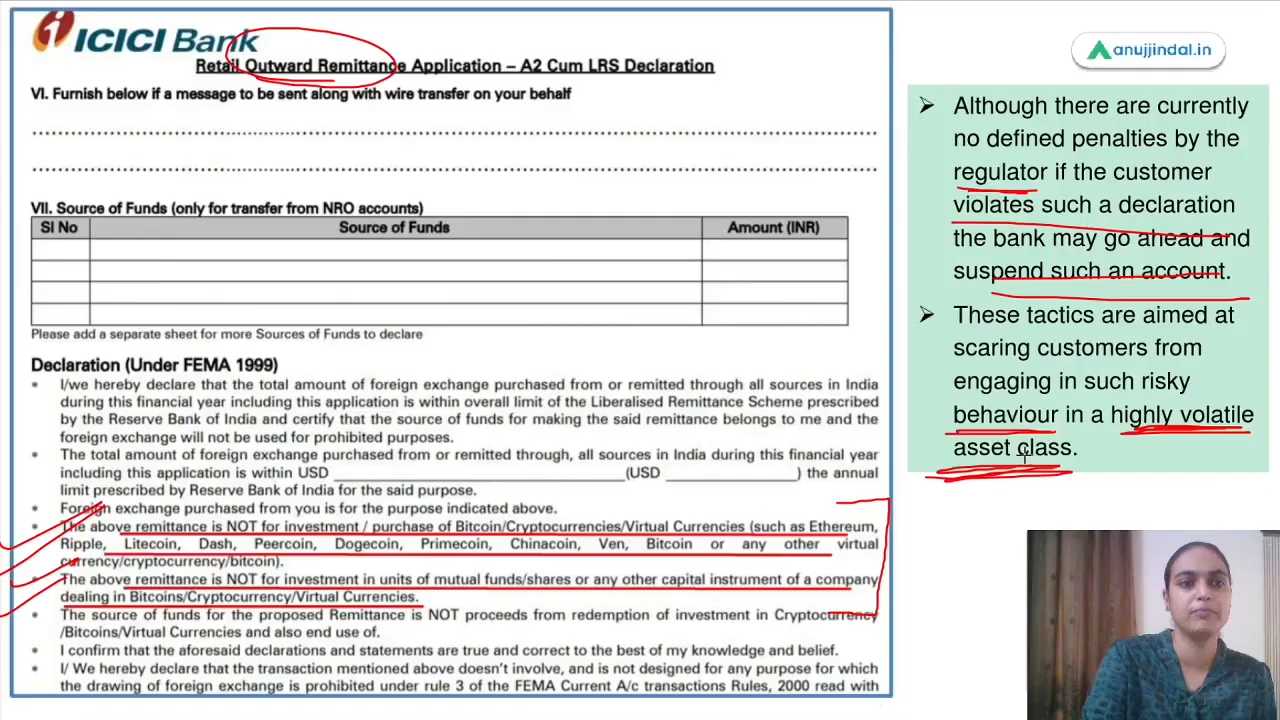 ICICI Bank
Retail Outward Remittance Application – A2 Cum LRS Declaration
VI. Furnish below if a message to be sent along with wire transfer on your behalf
VII. Source of Funds (only for transfer from NRO accounts)
Sl No Source of Funds Amount (INR)
Please add a separate sheet for more Sources of Funds to declare
Declaration (Under FEMA 1999)
I/we hereby declare that the total amount of foreign exchange purchased from or remitted through all sources in India
during this financial year including this application is within overall limit of the Liberalised Remittance Scheme prescribed
by the Reserve Bank of India and certify that the source of funds for making the said remittance belongs to me and the
foreign exchange will not be used for prohibited purposes.
The total amount of foreign exchange purchased from or remitted through, all sources in India during this financial year
including this application is within USD ____________________ (USD ____________________ ) the annual
limit prescribed by Reserve Bank of India for the said purpose.
Foreign exchange purchased from you is for the purpose indicated above.
The above remittance is NOT for investment / purchase of Bitcoin/Cryptocurrencies/Virtual Currencies (such as Ethereum,
Ripple, Litecoin, Dash, Peercoin, Dogecoin, Primecoin, Chinacoin, Ven, Bitcoin or any other virtual
currency/cryptocurrency/bitcoin).
The above remittance is NOT for investment in units of mutual funds/shares or any other capital instrument of a company
dealing in Bitcoins/Cryptocurrency/Virtual Currencies.
The source of funds for the proposed Remittance is NOT proceeds from redemption of investment in Cryptocurrency
/Bitcoins/Virtual Currencies and also end use of.
I confirm that the aforesaid declarations and statements are true and correct to the best of my knowledge and belief.
I/ We hereby declare that the transaction mentioned above doesn't involve, and is not designed for any purpose for which
the drawing of foreign exchange is prohibited under rule 3 of the FEMA Current A/c transactions Rules, 2000 read with
anujjindal.in
Although there are currently
no defined penalties by the
regulator if the customer
violates such a declaration
the bank may go ahead and
suspend such an account.
These tactics are aimed at
scaring customers from
engaging in such risky
behaviour in a highly volatile
asset class.